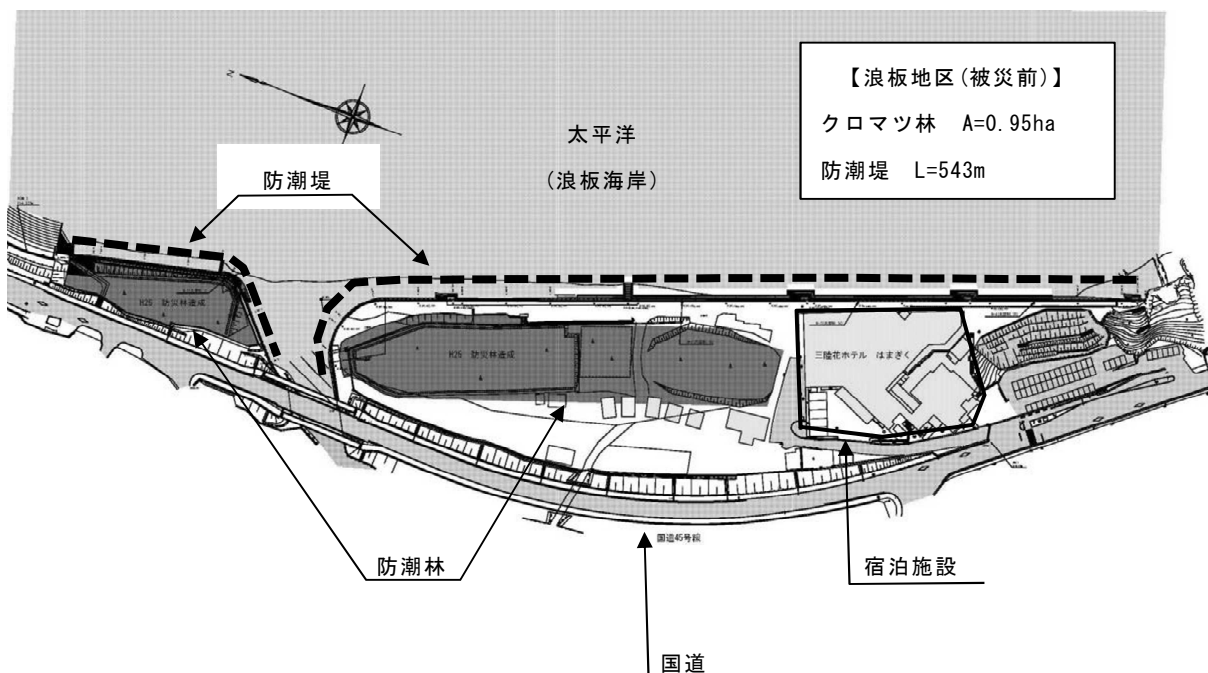 【浪板地区(被災前)】
クロマツ林 A=0.95ha
防潮堤 L=543m
N
太平洋
(浪板海岸)
防潮堤
H25 防災林造成
H25 防災林造成
三陸花ホテル はまぎく
国道45号線
防潮林
宿泊施設
国道